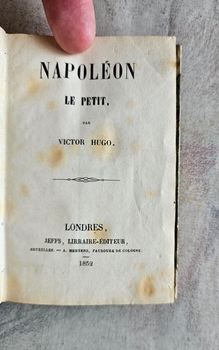 NAPOLÉON
LE PETIT,
PAR
VICTOR HUGO.
LONDRES,
JEFFS, LIBRAIRE-ÉDITEUR,
BRUXELLES. — A. MERTENS, FAUBOURG DE COLOGNE.
1852